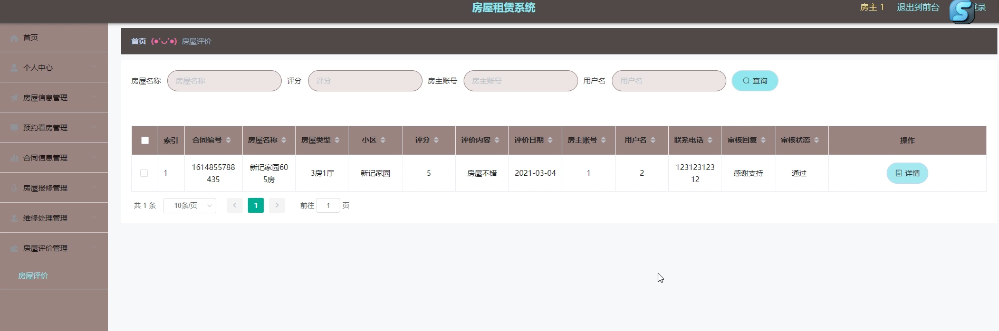 房屋租赁系统
房主 1 退出到前台 登录
首页
个人中心
房屋信息管理
预约看房管理
合同信息管理
房屋报修管理
维修处理管理
房屋评价管理
房屋评价
首页 (●'◡'●) 房屋评价
房屋名称 房屋名称 评分 评分 房主账号 房主账号 用户名 用户名 查询
索引 合同编号 房屋名称 房屋类型 小区 评分 评价内容 评价日期 房主账号 用户名 联系电话 审核回复 审核状态 操作
1 1614855788435 新记家园605房 3房1厅 新记家园 5 房屋不错 2021-03-04 1 2 12312312312 感谢支持 通过 详情
共 1 条 10条/页 1 前往 1 页